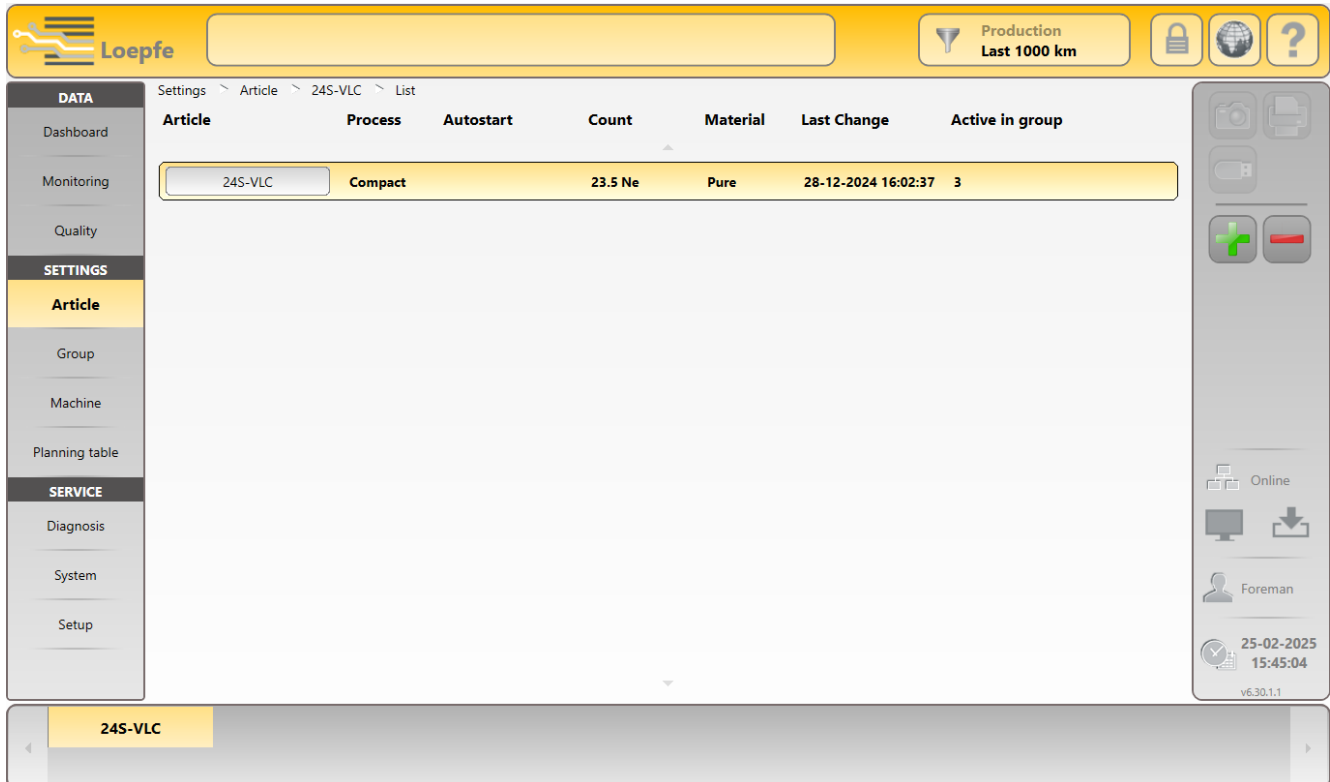 Loepfe
Production
Last 1000 km
?
DATA
Dashboard
Monitoring
Quality
SETTINGS
Article
Group
Machine
Planning table
SERVICE
Diagnosis
System
Setup
Settings > Article > 24S-VLC > List
Article Process Autostart Count Material Last Change Active in group
24S-VLC Compact 23.5 Ne Pure 28-12-2024 16:02:37 3
Online
Foreman
25-02-2025
15:45:04
v6.30.1.1
24S-VLC